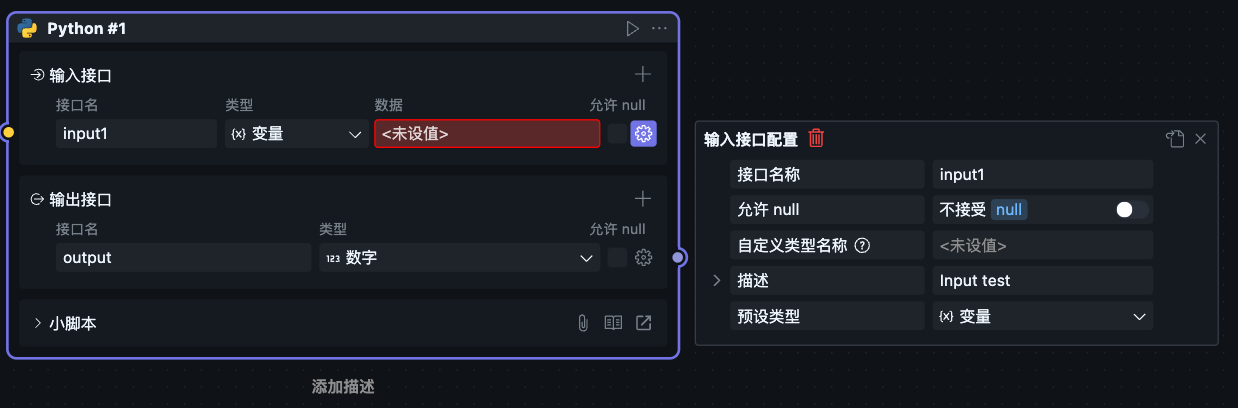 Python #1
输入接口
接口名 类型 数据 允许 null
input1 {x} 变量 <未设值>
输出接口
接口名 类型 允许 null
output 123 数字
小脚本
添加描述
输入接口配置
接口名称 input1
允许 null 不接受 null
自定义类型名称 ? <未设值>
描述 Input test
预设类型 {x} 变量